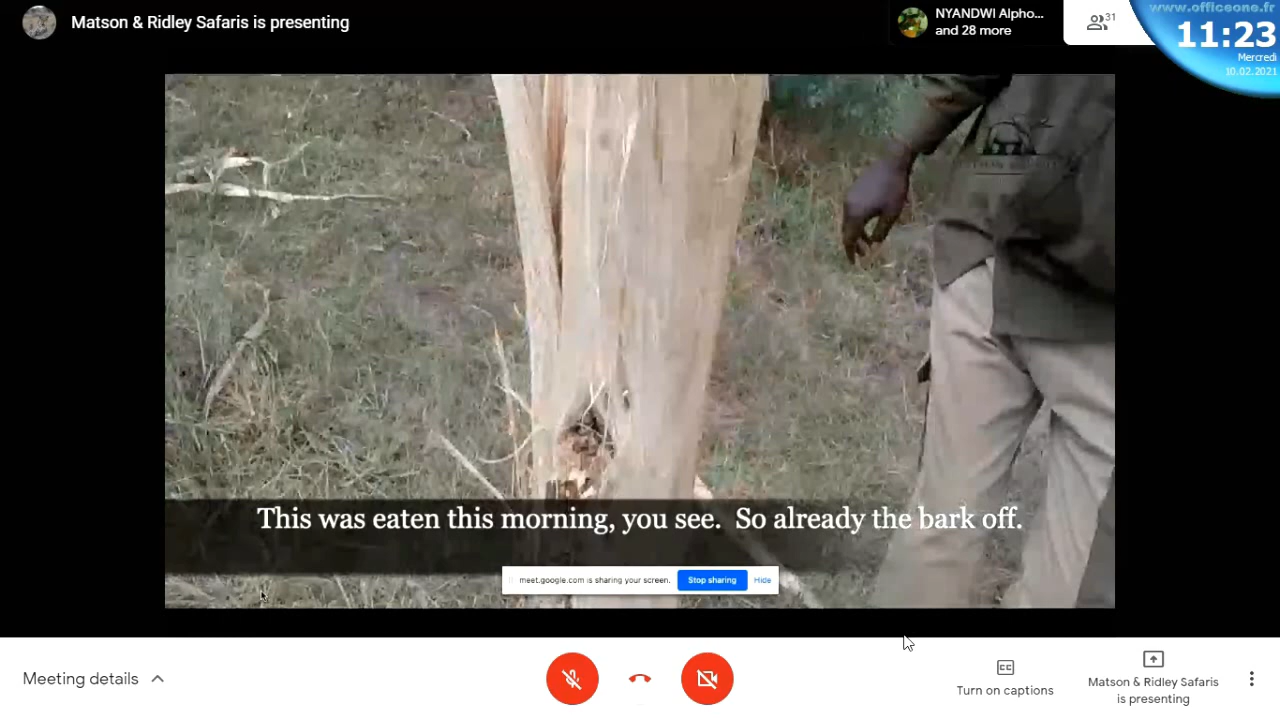 Matson & Ridley Safaris is presenting
NYANDWI Alpho...
and 28 more
31
www.officeone.fr
11:23
Mercredi
10.02.2021
This was eaten this morning, you see.  So already the bark off.
meet.google.com is sharing your screen.
Stop sharing
Hide
Meeting details
CC
Turn on captions
Matson & Ridley Safaris
is presenting